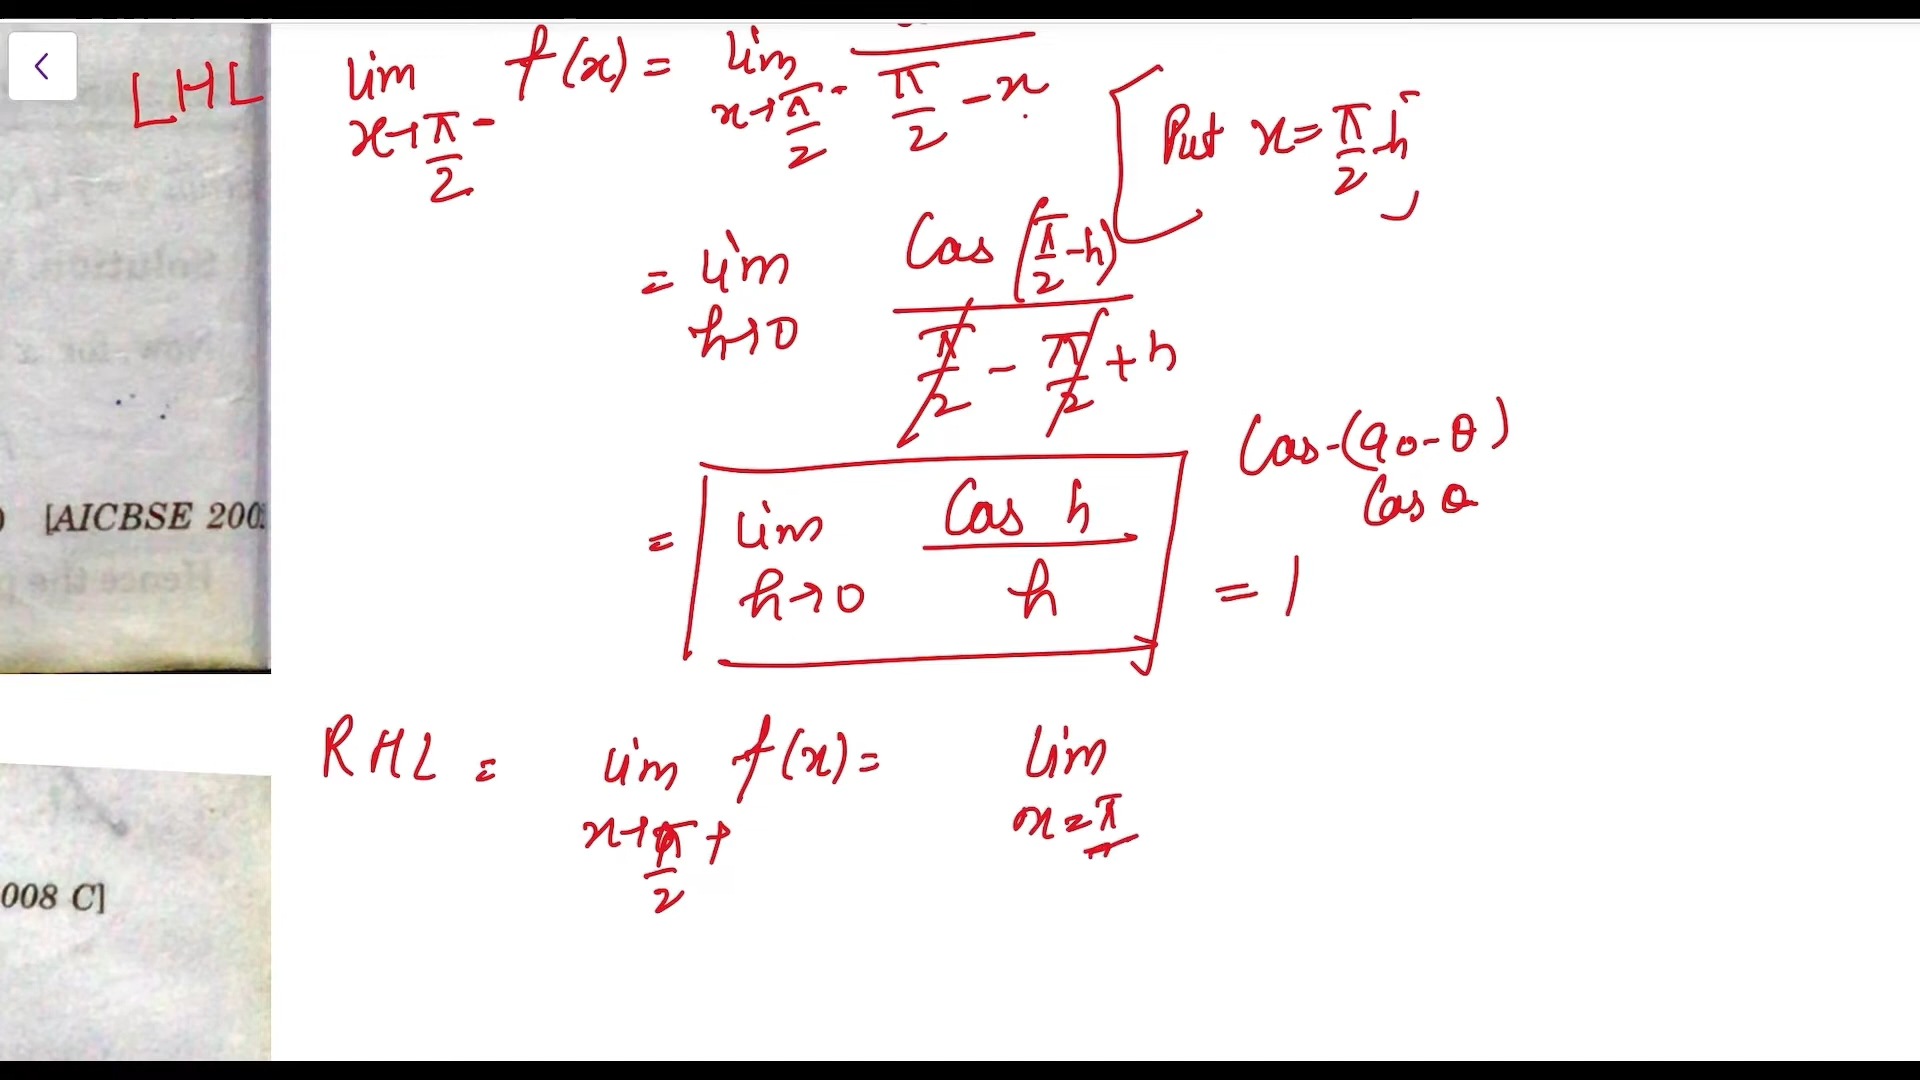 LHL lim x→π/2⁻ f(x) = lim x→π/2⁻ π/2 - x
Put x = π/2 - h
= lim h→0 Cos (π/2 - h) / π/2 - π/2 + h
Cos (90 - θ)
Cos θ
= lim h→0 Cos h / h = 1
[AICBSE 200
RHL = lim x→π/2+ f(x) = lim x = π
008 C]